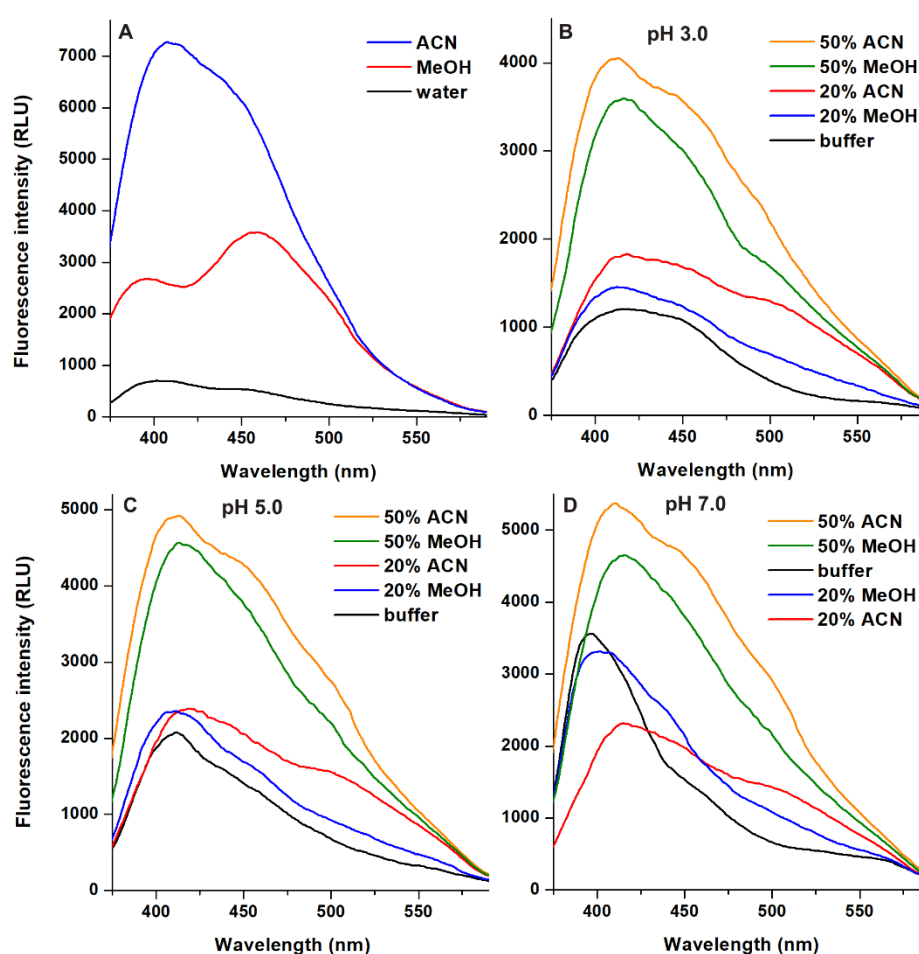 A
ACN
MeOH
water
7000
6000
5000
4000
3000
2000
1000
0
400 450 500 550
Fluorescence intensity (RLU)
Wavelength (nm)
B pH 3.0
50% ACN
50% MeOH
20% ACN
20% MeOH
buffer
4000
3000
2000
1000
0
400 450 500 550
Wavelength (nm)
C pH 5.0
50% ACN
50% MeOH
20% ACN
20% MeOH
buffer
5000
4000
3000
2000
1000
0
400 450 500 550
Fluorescence intensity (RLU)
Wavelength (nm)
D pH 7.0
50% ACN
50% MeOH
buffer
20% MeOH
20% ACN
5000
4000
3000
2000
1000
0
400 450 500 550
Wavelength (nm)